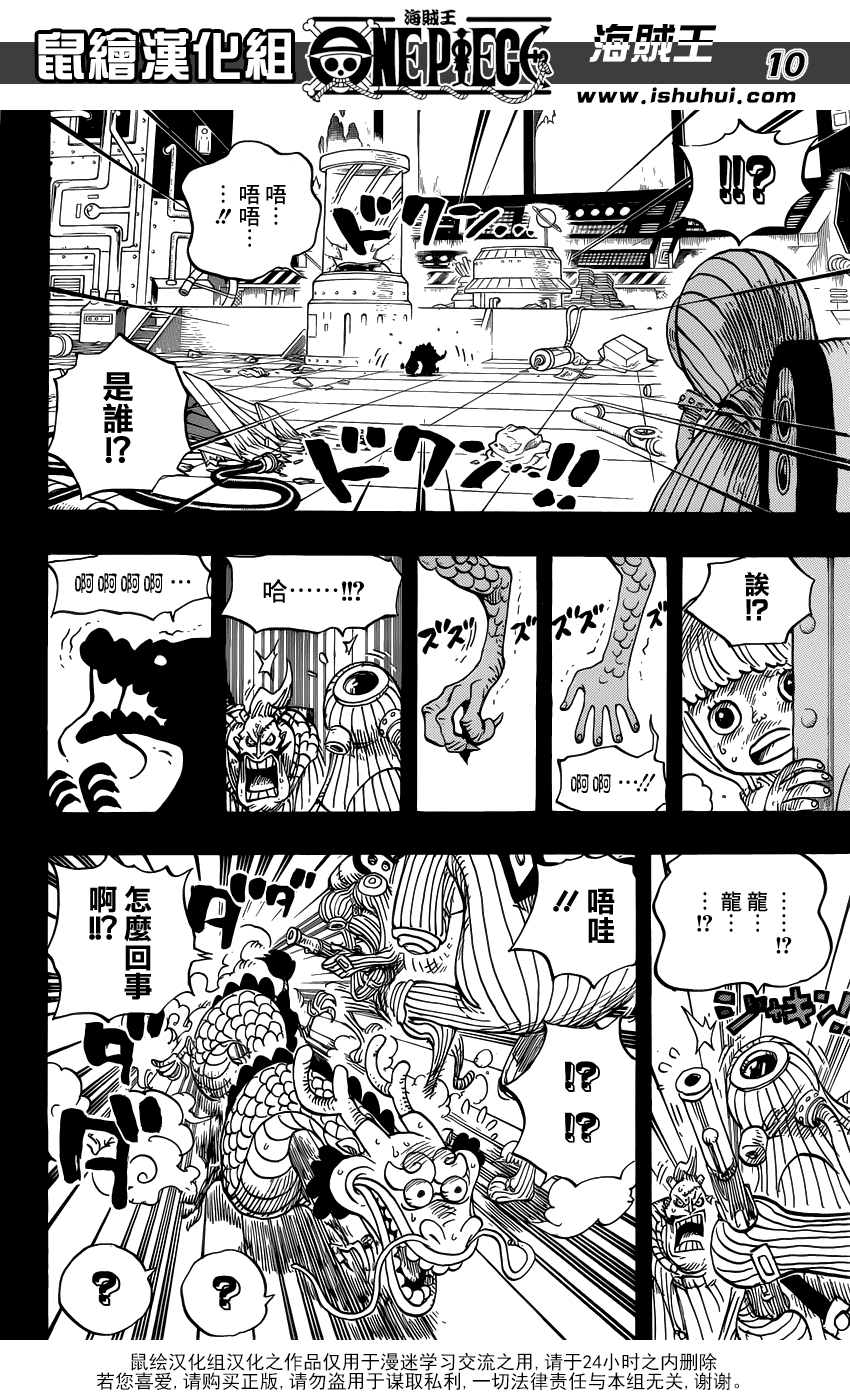 鼠繪漢化組
海賊王
ONE PIECE
海賊王
10
www.ishuhui.com
!!?
ドクン…
唔…
唔唔…
…!!
是誰!?
ドクン…!!
誒!?
ズズ
ズズ
啊啊…!!
哈……!!?
啊啊啊啊…
……!?
龍…
龍…
…!?
ジャキン!
唔哇
!!
!?
!?
怎麼回事
啊!!?
ダダダダ
?
?
鼠绘汉化组汉化之作品仅用于漫迷学习交流之用,请于24小时之内删除
若您喜爱,请购买正版,请勿盗用于谋取私利,一切法律责任与本组无关,谢谢。